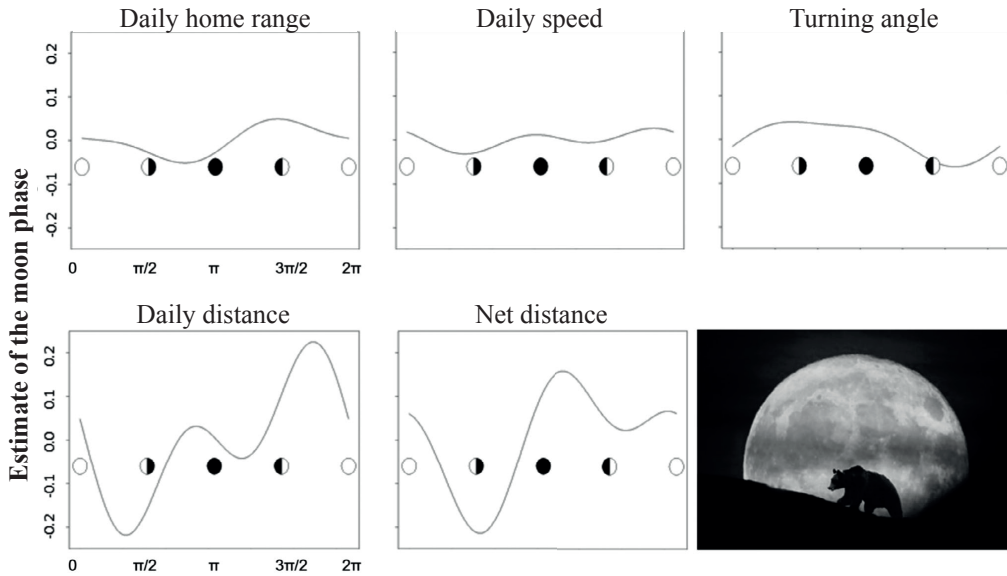 Daily home range
Daily speed
Turning angle
Estimate of the moon phase
0.2
0.1
0.0
-0.1
-0.2
0 π/2 π 3π/2 2π
Daily distance
Net distance
0.2
0.1
0.0
-0.1
-0.2
0 π/2 π 3π/2 2π